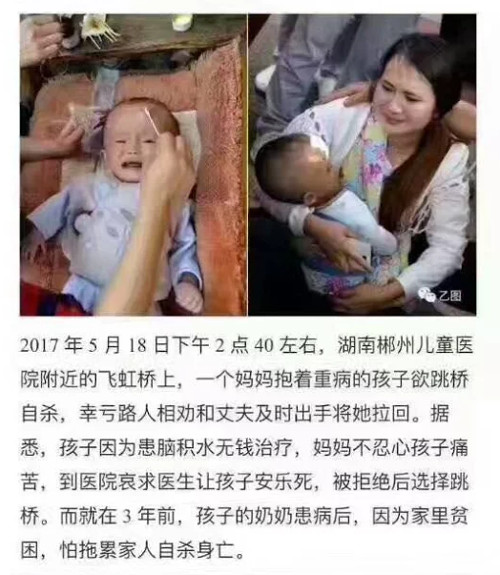 乙图
2017 年 5 月 18 日下午 2 点 40 左右，湖南郴州儿童医
院附近的飞虹桥上，一个妈妈抱着重病的孩子欲跳桥
自杀，幸亏路人相劝和丈夫及时出手将她拉回。据
悉，孩子因为患脑积水无钱治疗，妈妈不忍心孩子痛
苦，到医院哀求医生让孩子安乐死，被拒绝后选择跳
桥。而就在 3 年前，孩子的奶奶患病后，因为家里贫
困，怕拖累家人自杀身亡。